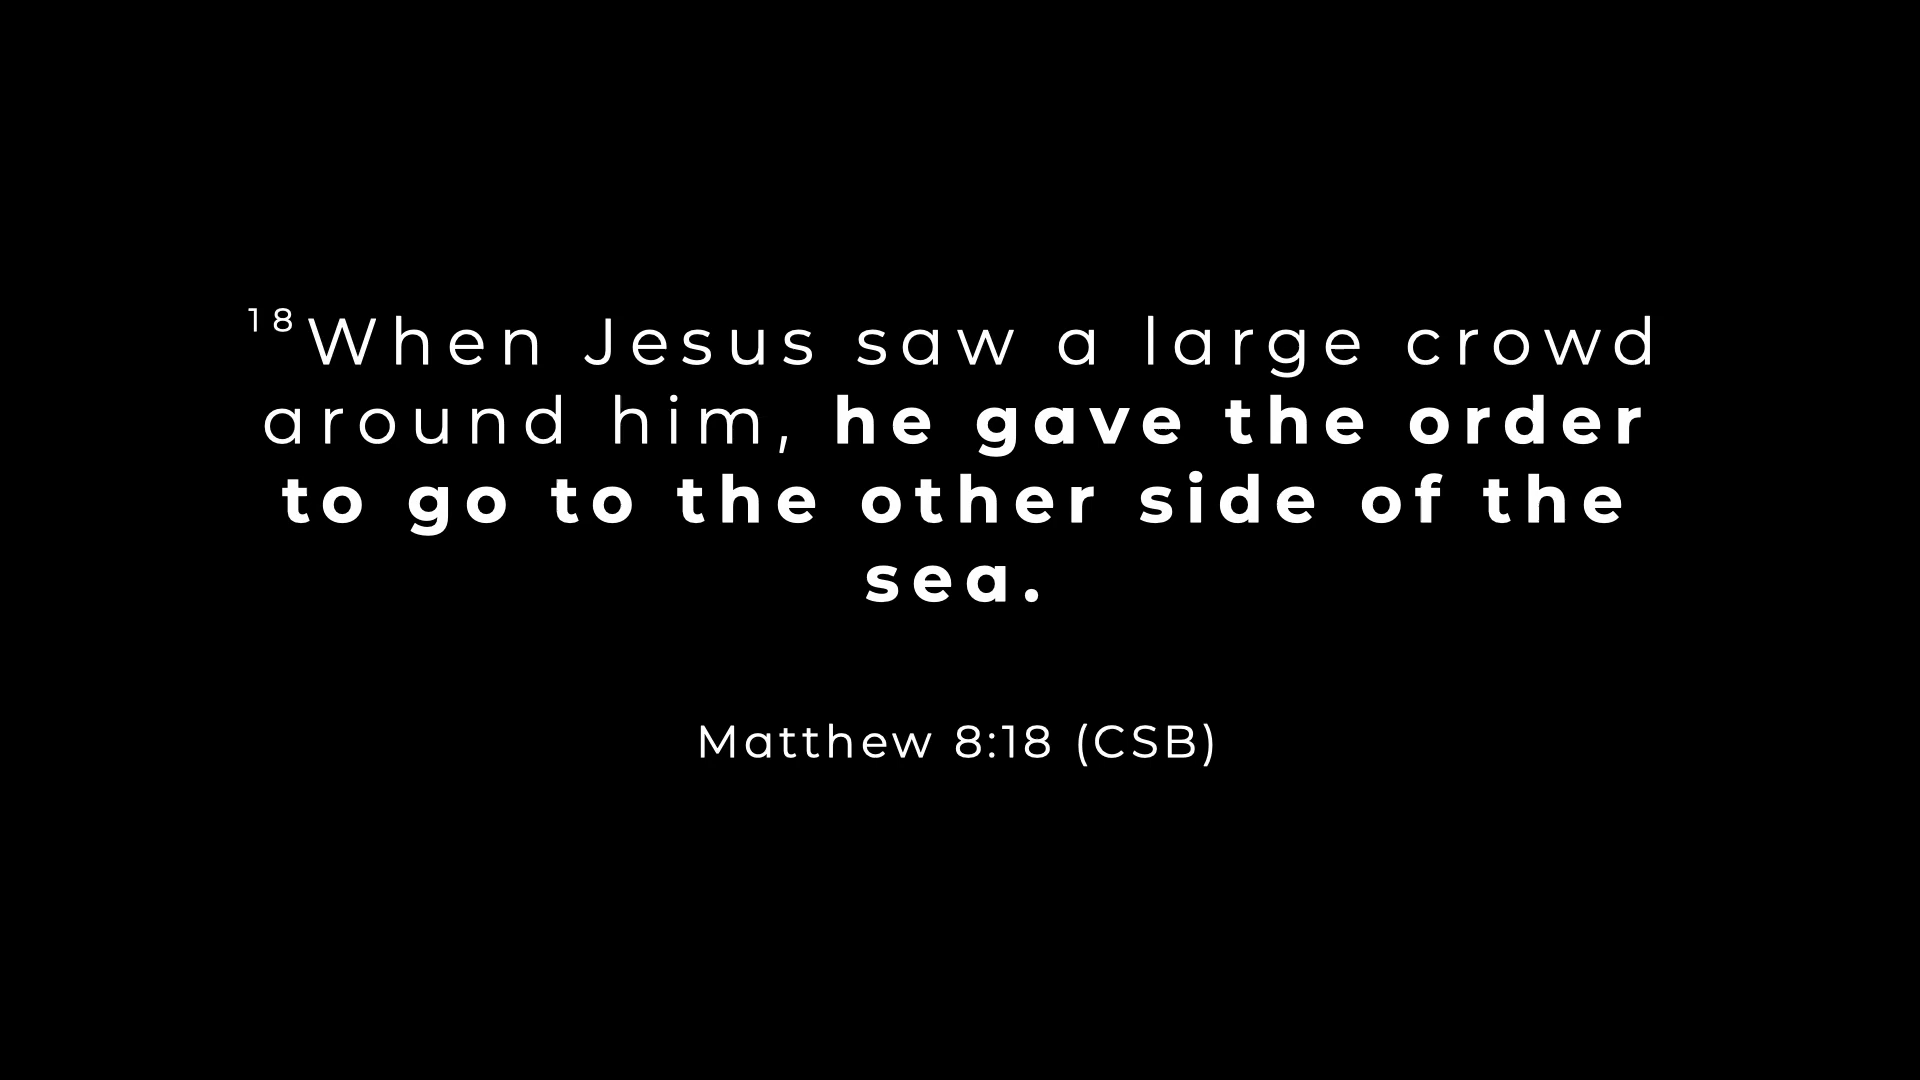 ¹⁸When Jesus saw a large crowd
around him, he gave the order
to go to the other side of the
sea.
Matthew 8:18 (CSB)